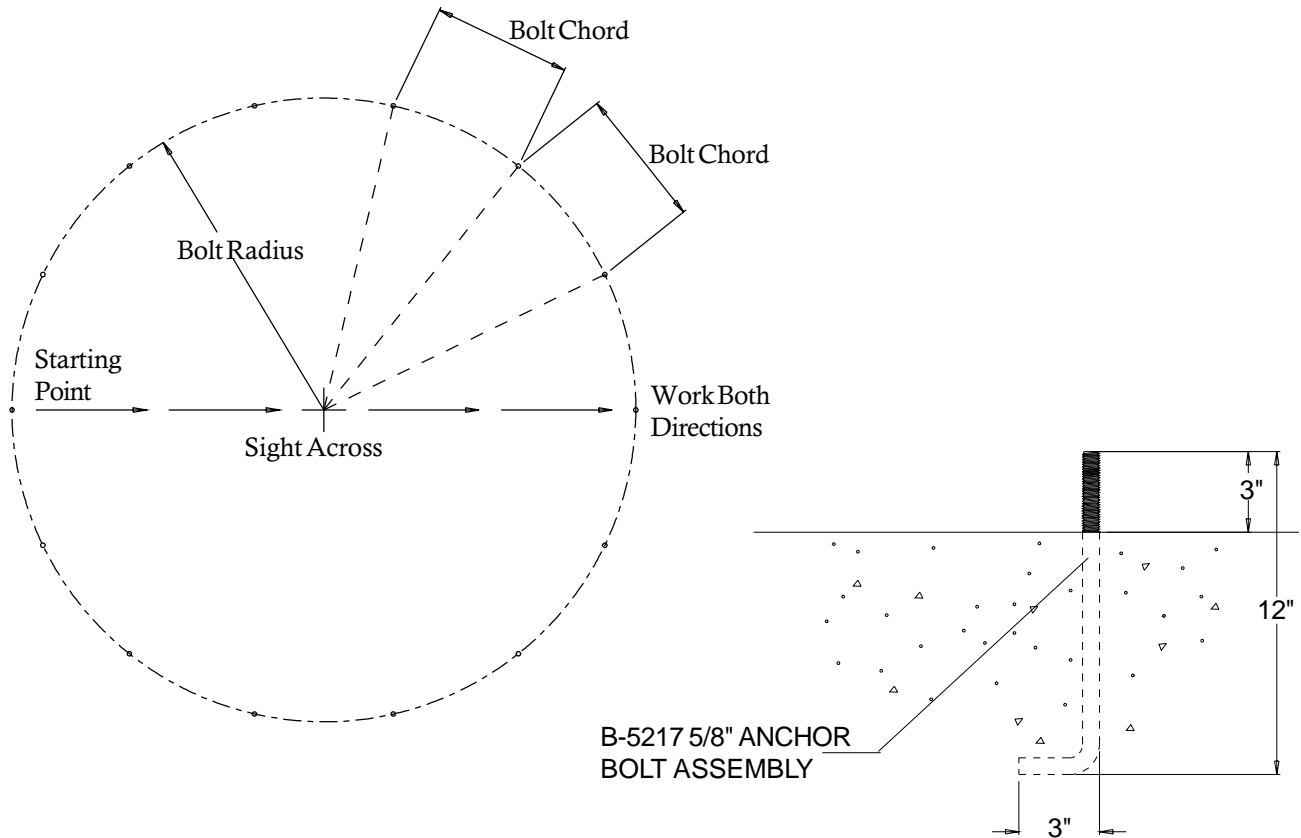 Bolt Chord
Bolt Chord
Bolt Radius
Starting
Point
Work Both
Directions
Sight Across
3"
12"
B-5217 5/8" ANCHOR
BOLT ASSEMBLY
3"